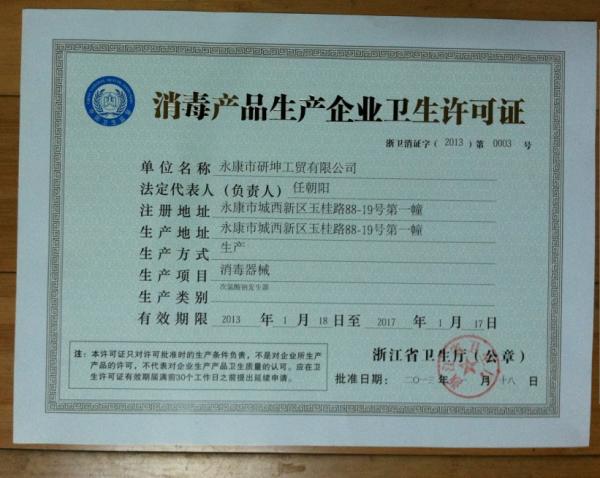 消毒产品生产企业卫生许可证
浙卫消证字（2013）第 0003 号
单位名称 永康市研坤工贸有限公司
法定代表人（负责人） 任朝阳
注册地址 永康市城西新区玉桂路88-19号第一幢
生产地址 永康市城西新区玉桂路88-19号第一幢
生产方式 生产
生产项目 消毒器械
生产类别 次氯酸钠发生器
有效期限 2013 年 1 月 18 日至 2017 年 1 月 17 日
注：本许可证只对许可批准时的生产条件负责，不是对企业所生产
产品的许可，不代表对企业生产产品卫生质量的认可。应在卫
生许可证有效期届满前30个工作日之前提出延续申请。
浙江省卫生厅（公章）
批准日期：二〇一三年 月十八日